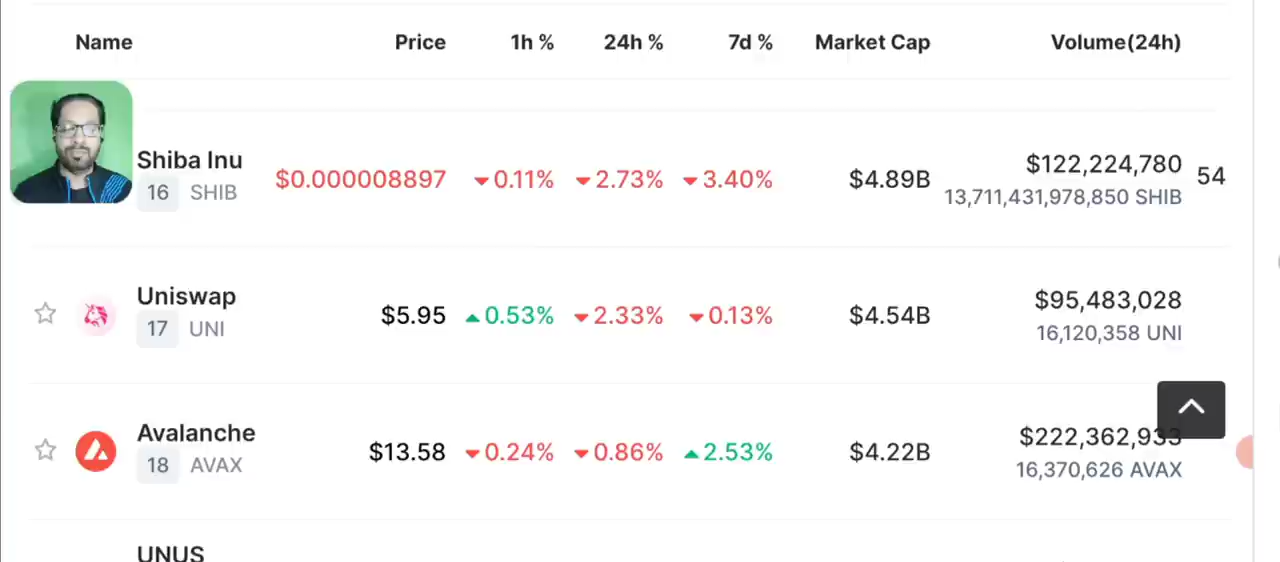 Name Price 1h % 24h % 7d % Market Cap Volume(24h)
Shiba Inu
16 SHIB
$0.000008897 0.11% 2.73% 3.40% $4.89B
$122,224,780
13,711,431,978,850 SHIB
54
Uniswap
17 UNI
$5.95 0.53% 2.33% 0.13% $4.54B
$95,483,028
16,120,358 UNI
Avalanche
18 AVAX
$13.58 0.24% 0.86% 2.53% $4.22B
$222,362,933
16,370,626 AVAX
UNUS